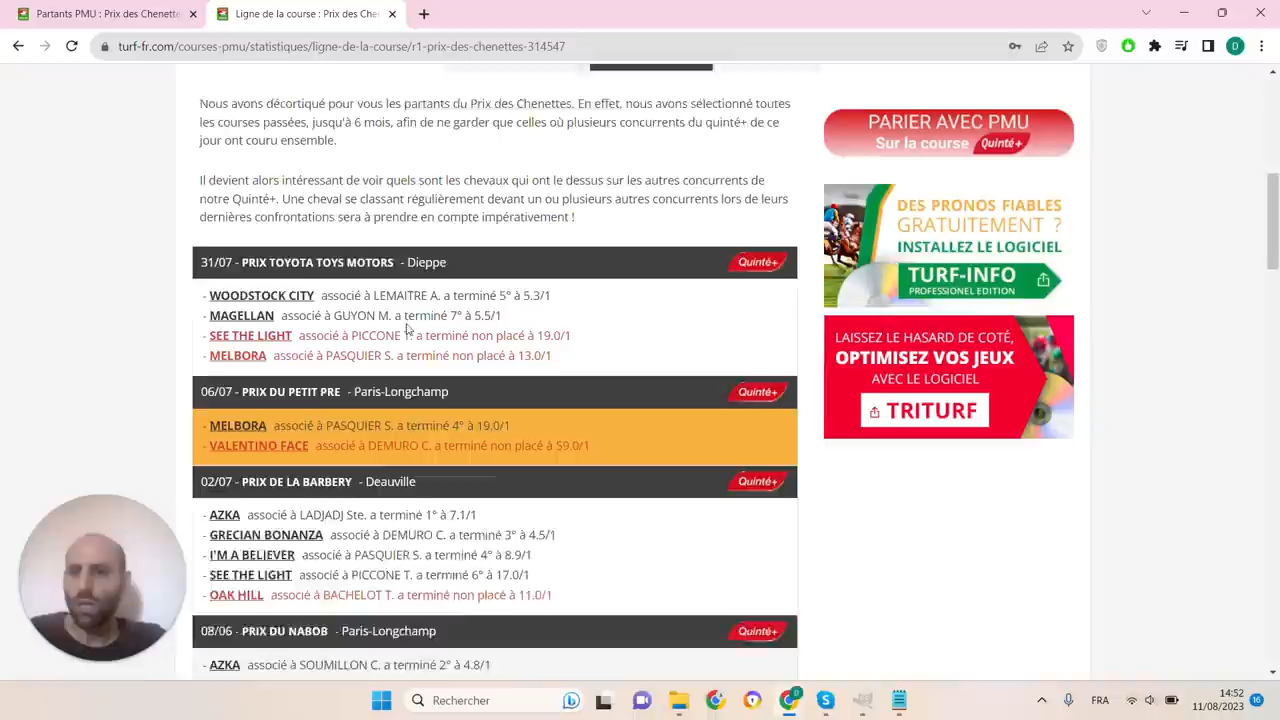 Partants PMU : DES
Ligne de course PM
turf-fr.com/courses-pmu/statistiques/ligne-de-la-course/r1-prix-des-chenettes-314547
D
Nous avons décortiqué pour vous les partants du Prix des Chenettes. En effet, nous avons sélectionné toutes
les courses passées, jusqu'à 6 mois, afin de ne garder que celles où plusieurs concurrents du quinté+ de ce
jour ont couru ensemble.
Il devient alors intéressant de voir quels sont les chevaux qui ont le dessus sur les autres concurrents de
notre Quinté+. Une cheval se classant régulièrement devant un ou plusieurs autres concurrents lors de leurs
dernières confrontations sera à prendre en compte impérativement !
31/07 - PRIX TOYOTA TOYS MOTORS - Dieppe
Quinté+
- WOODSTOCK CITY associé à LEMAITRE A. a terminé 5° à 5.3/1
- MAGELLAN associé à GUYON M. a terminé 7° à 5.5/1
- SEE THE LIGHT associé à PICCONE T. a terminé non placé à 19.0/1
- MELBORA associé à PASQUIER S. a terminé non placé à 13.0/1
06/07 - PRIX DU PETIT PRE - Paris-Longchamp
Quinté+
- MELBORA associé à PASQUIER S. a terminé 4° à 19.0/1
- VALENTINO FACE associé à DEMURO C. a terminé non placé à
02/07 - PRIX DE LA BARBERY - Deauville
Quinté+
- AZKA associé à LADJADJ Ste. a terminé 1° à 7.1/1
- GRECIAN BONANZA associé à DEMURO C. a terminé 3° à 4.5/1
- I'M A BELIEVER associé à PASQUIER S. a terminé 4° à 8.9/1
- SEE THE LIGHT associé à PICCONE T. a terminé 6° à 17.0/1
- OAK HILL associé à BACHELOT T. a terminé non placé à 11.0/1
08/06 - PRIX DU NABOB - Paris-Longchamp
Quinté+
- AZKA associé à SOUMILLON C. a terminé 2° à 4.8/1
PARIER AVEC PMU
Sur la course Quinté+
DES PRONOS FIABLES
GRATUITEMENT ?
INSTALLEZ LE LOGICIEL
TURF-INFO
PROFESSIONEL EDITION
LAISSEZ LE HASARD DE COTÉ,
OPTIMISEZ VOS JEUX
AVEC LE LOGICIEL
TRITURF
Rechercher
FRA
14:52
11/08/2023
16